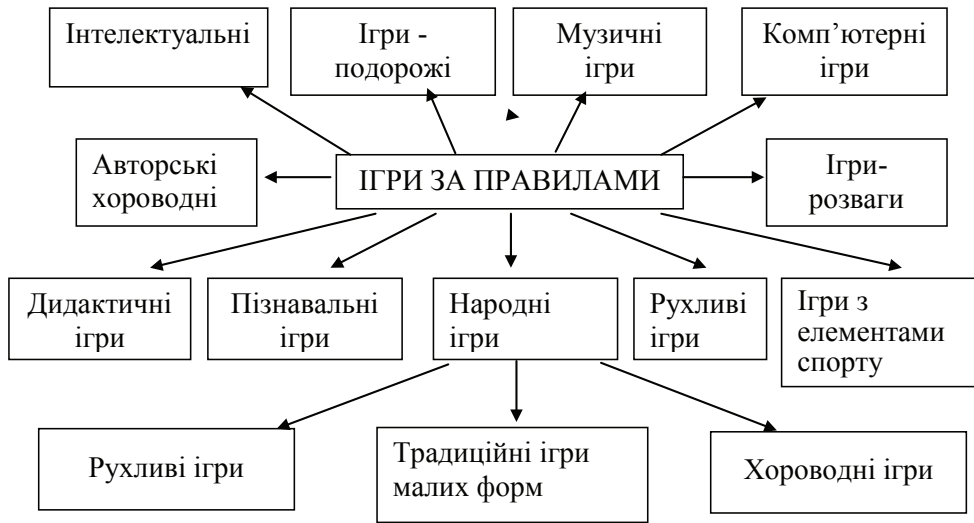 Інтелектуальні
Ігри -
подорожі
Музичні
ігри
Комп’ютерні
ігри
Авторські
хороводні
ІГРИ ЗА ПРАВИЛАМИ
Ігри-
розваги
Дидактичні
ігри
Пізнавальні
ігри
Народні
ігри
Рухливі
ігри
Ігри з
елементами
спорту
Рухливі ігри
Традиційні ігри
малих форм
Хороводні ігри